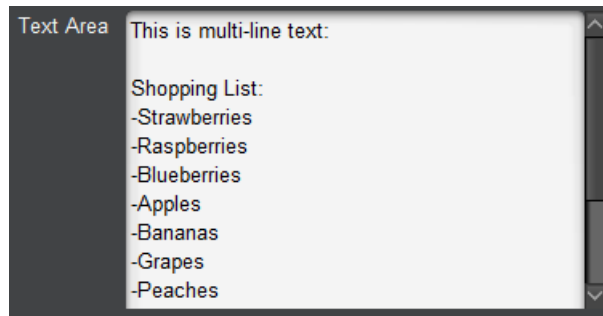 Text Area
This is multi-line text:

Shopping List:
-Strawberries
-Raspberries
-Blueberries
-Apples
-Bananas
-Grapes
-Peaches